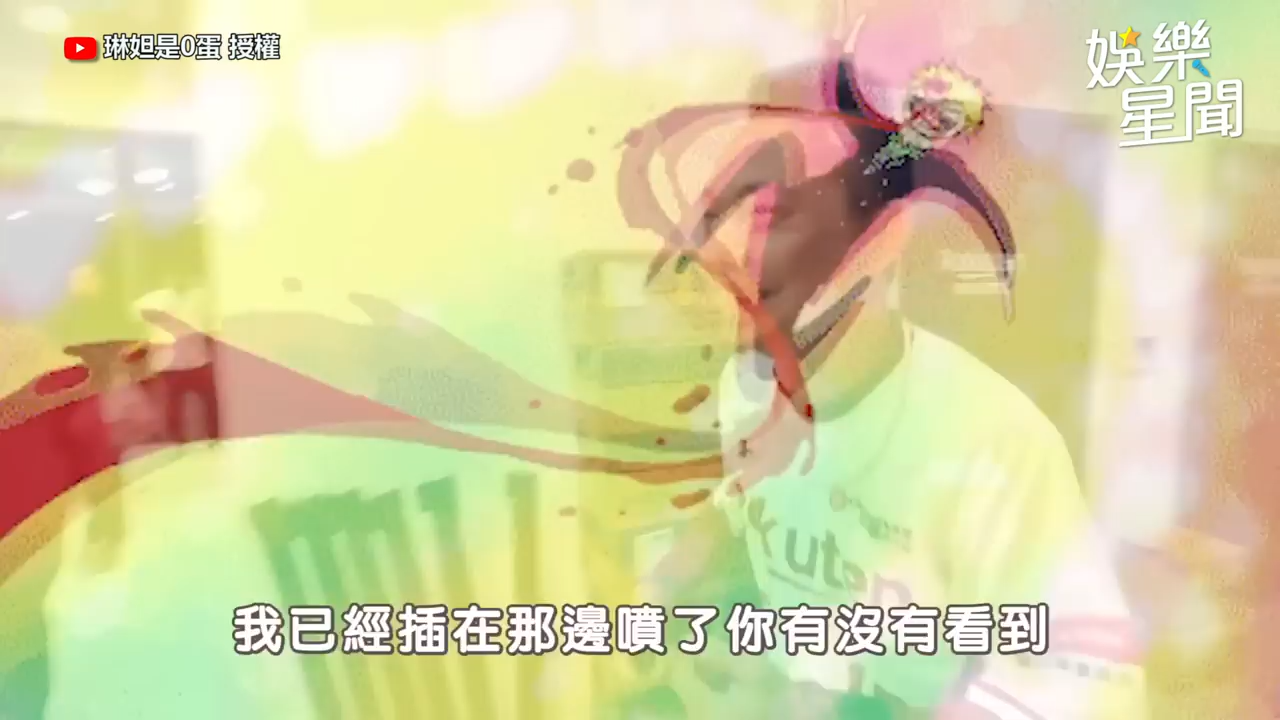 琳妲是0蛋 授權
娛樂
星聞
我已經插在那邊噴了你有沒有看到